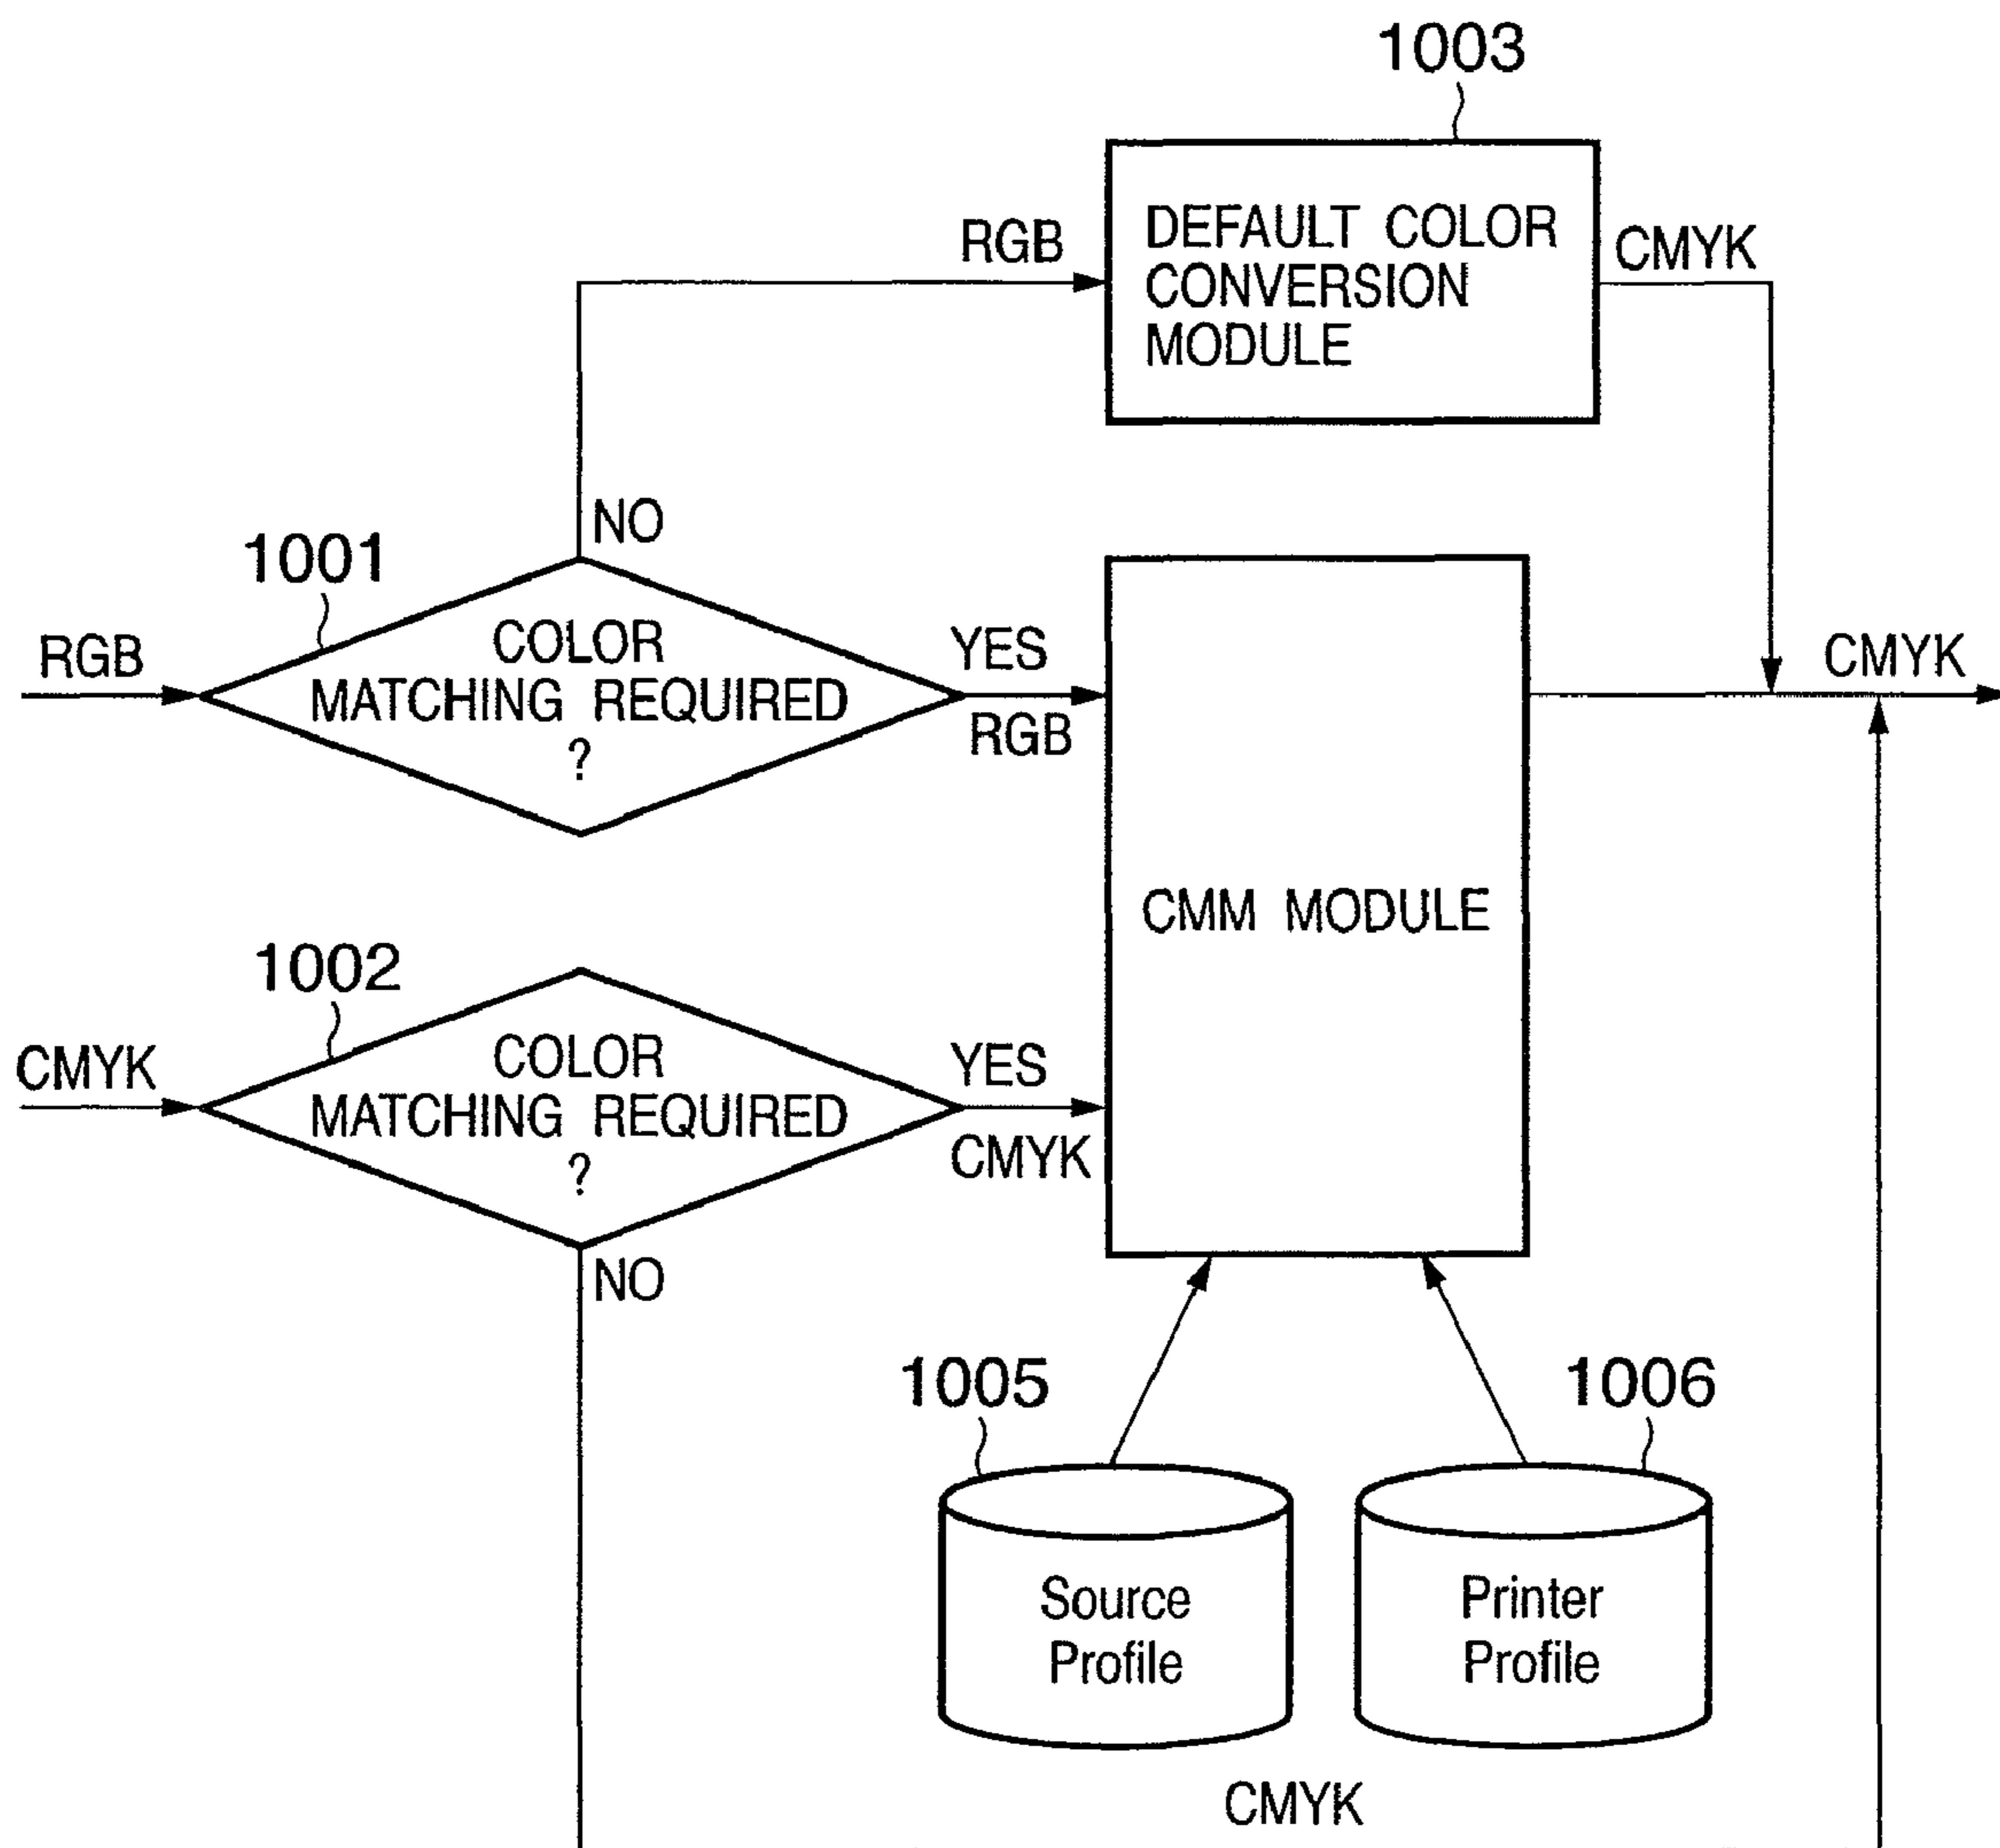 1003
DEFAULT COLOR
CONVERSION
MODULE
RGB
CMYK
NO
1001
RGB
COLOR
MATCHING REQUIRED
?
YES
RGB
CMYK
CMM MODULE
1002
CMYK
COLOR
MATCHING REQUIRED
?
YES
CMYK
NO
1005
1006
Source
Profile
Printer
Profile
CMYK